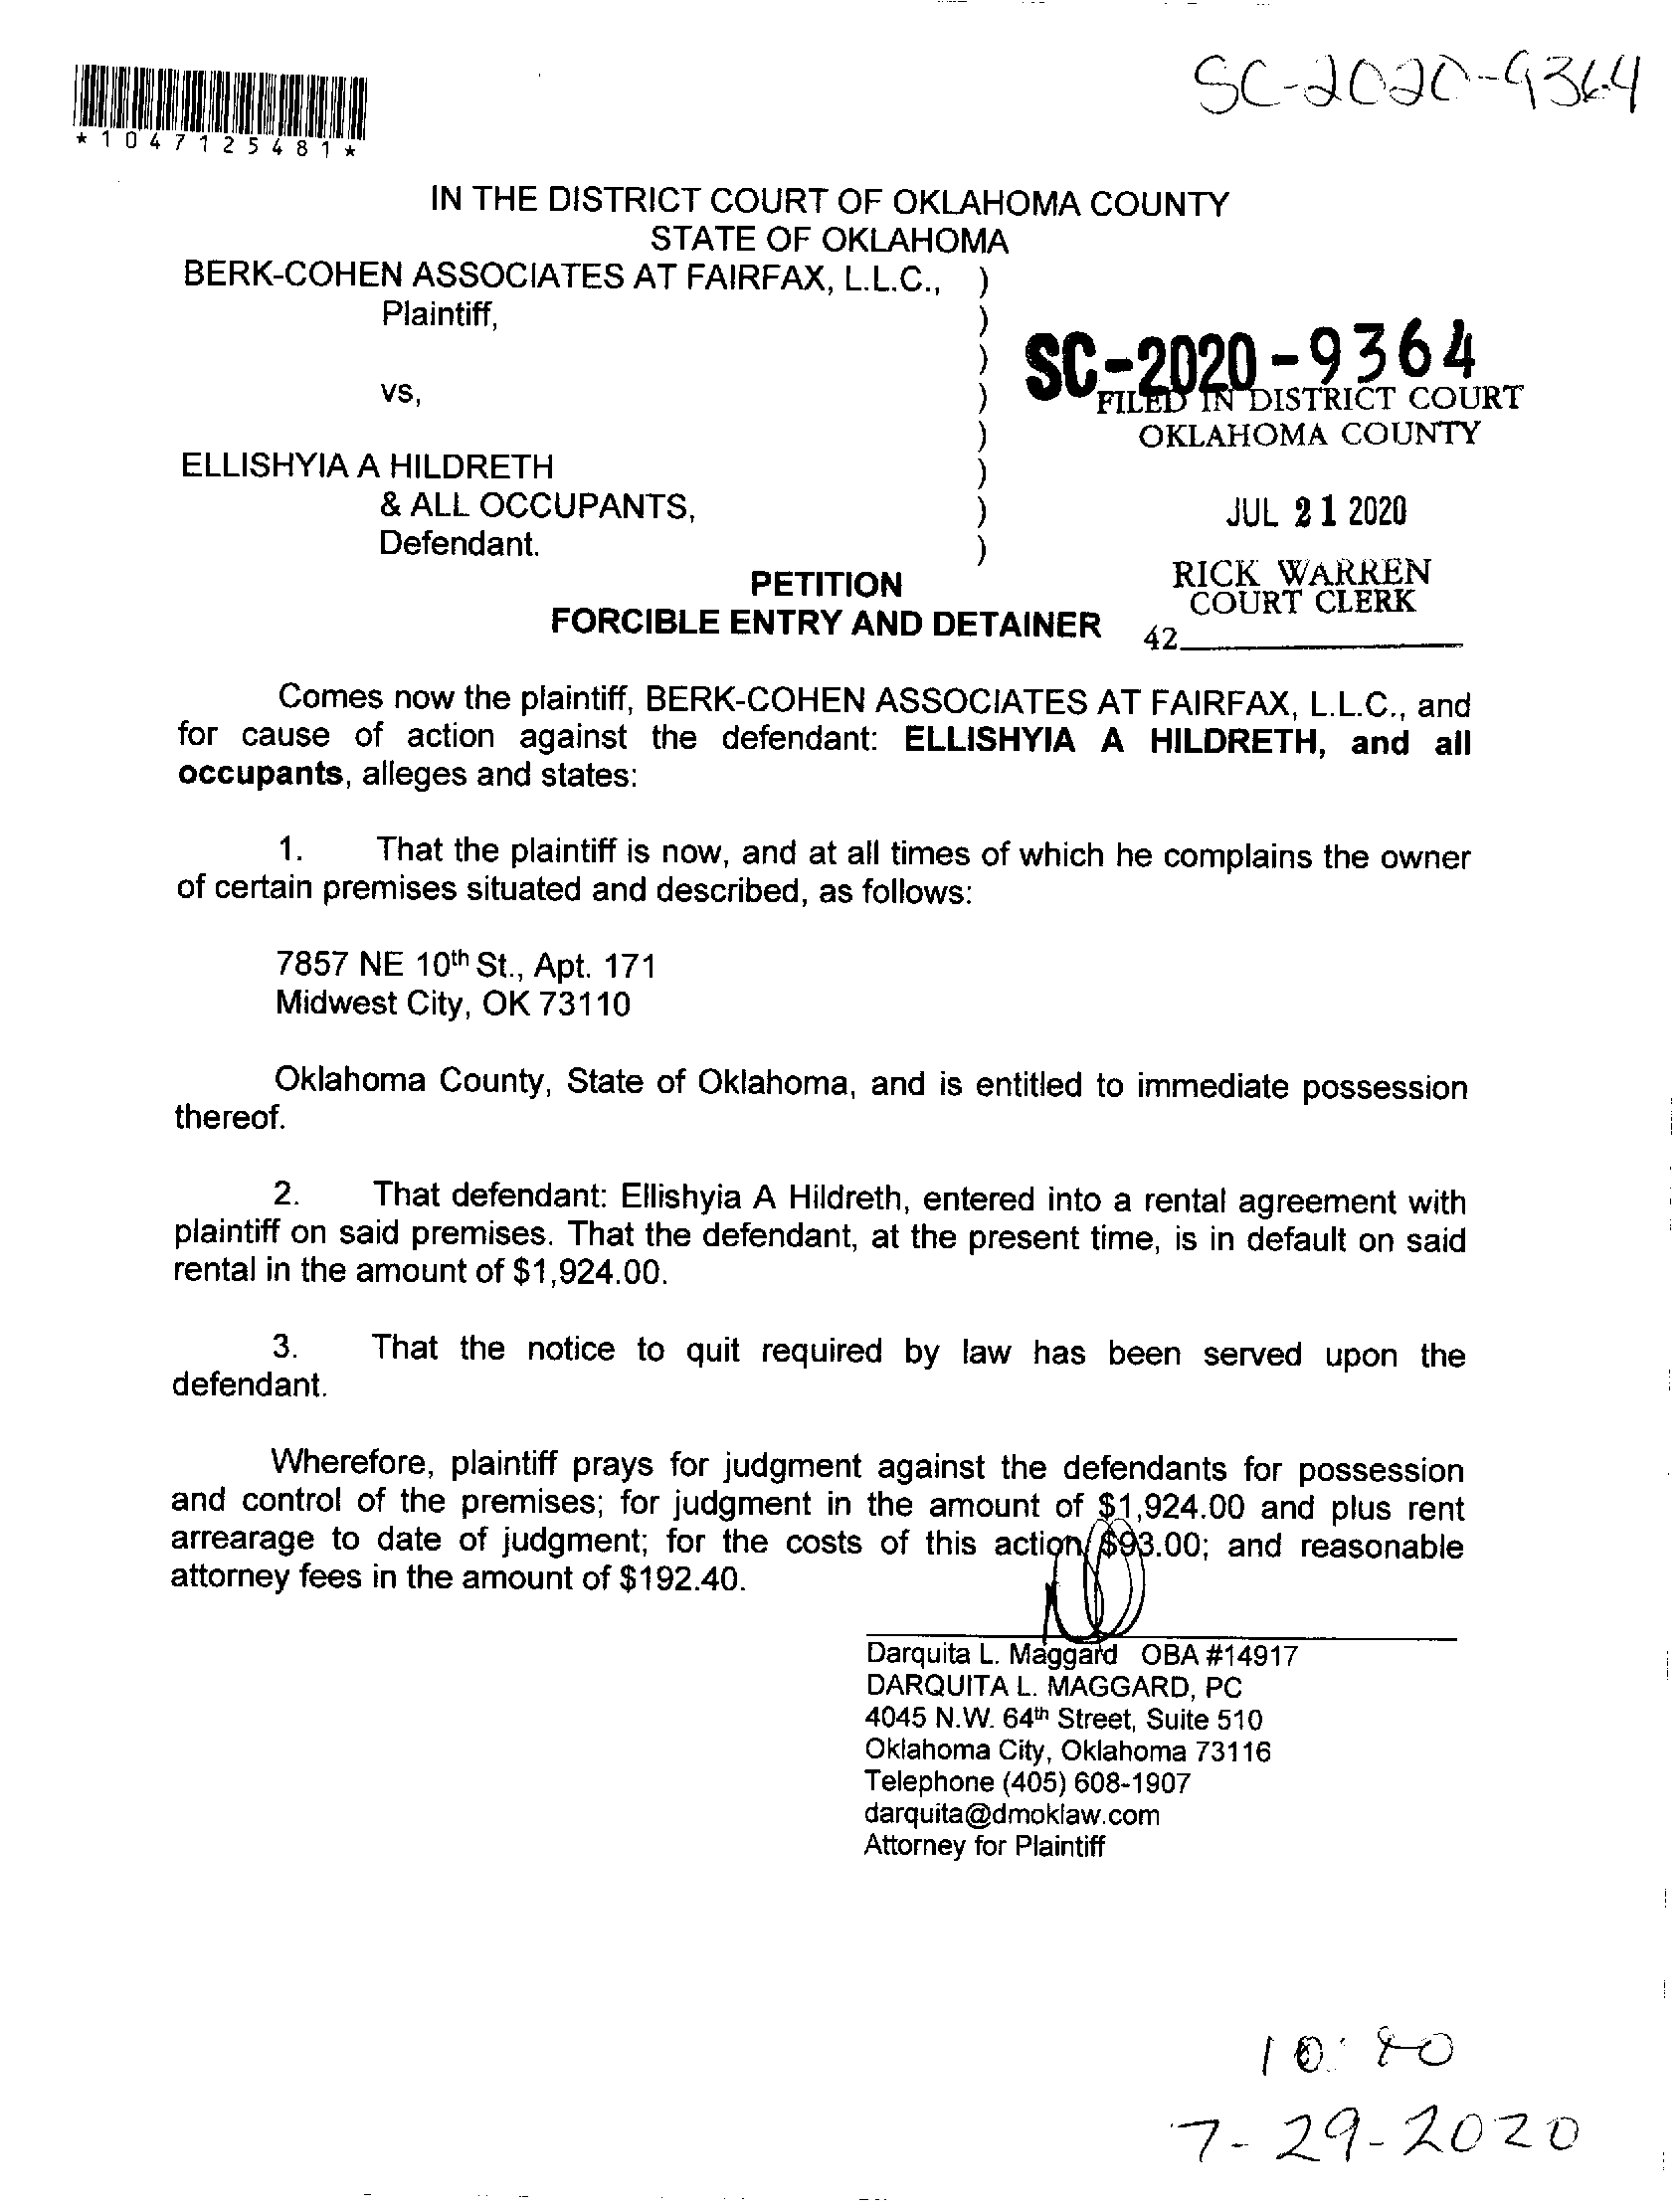 SC-2020-9364
*1047125481*
IN THE DISTRICT COURT OF OKLAHOMA COUNTY
STATE OF OKLAHOMA
BERK-COHEN ASSOCIATES AT FAIRFAX, L.L.C., )
Plaintiff, )
)
vs, )
)
ELLISHYIA A HILDRETH )
& ALL OCCUPANTS, )
Defendant. )
SC-2020-9364
FILED IN DISTRICT COURT
OKLAHOMA COUNTY
JUL 21 2020
RICK WARREN
COURT CLERK
42
PETITION
FORCIBLE ENTRY AND DETAINER
Comes now the plaintiff, BERK-COHEN ASSOCIATES AT FAIRFAX, L.L.C., and
for cause of action against the defendant: ELLISHYIA A HILDRETH, and all
occupants, alleges and states:
1. That the plaintiff is now, and at all times of which he complains the owner
of certain premises situated and described, as follows:
7857 NE 10th St., Apt. 171
Midwest City, OK 73110
Oklahoma County, State of Oklahoma, and is entitled to immediate possession
thereof.
2. That defendant: Ellishyia A Hildreth, entered into a rental agreement with
plaintiff on said premises. That the defendant, at the present time, is in default on said
rental in the amount of $1,924.00.
3. That the notice to quit required by law has been served upon the
defendant.
Wherefore, plaintiff prays for judgment against the defendants for possession
and control of the premises; for judgment in the amount of $1,924.00 and plus rent
arrearage to date of judgment; for the costs of this action $93.00; and reasonable
attorney fees in the amount of $192.40.
Darquita L. Maggard OBA #14917
DARQUITA L. MAGGARD, PC
4045 N.W. 64th Street, Suite 510
Oklahoma City, Oklahoma 73116
Telephone (405) 608-1907
darquita@dmoklaw.com
Attorney for Plaintiff
7-29-2020